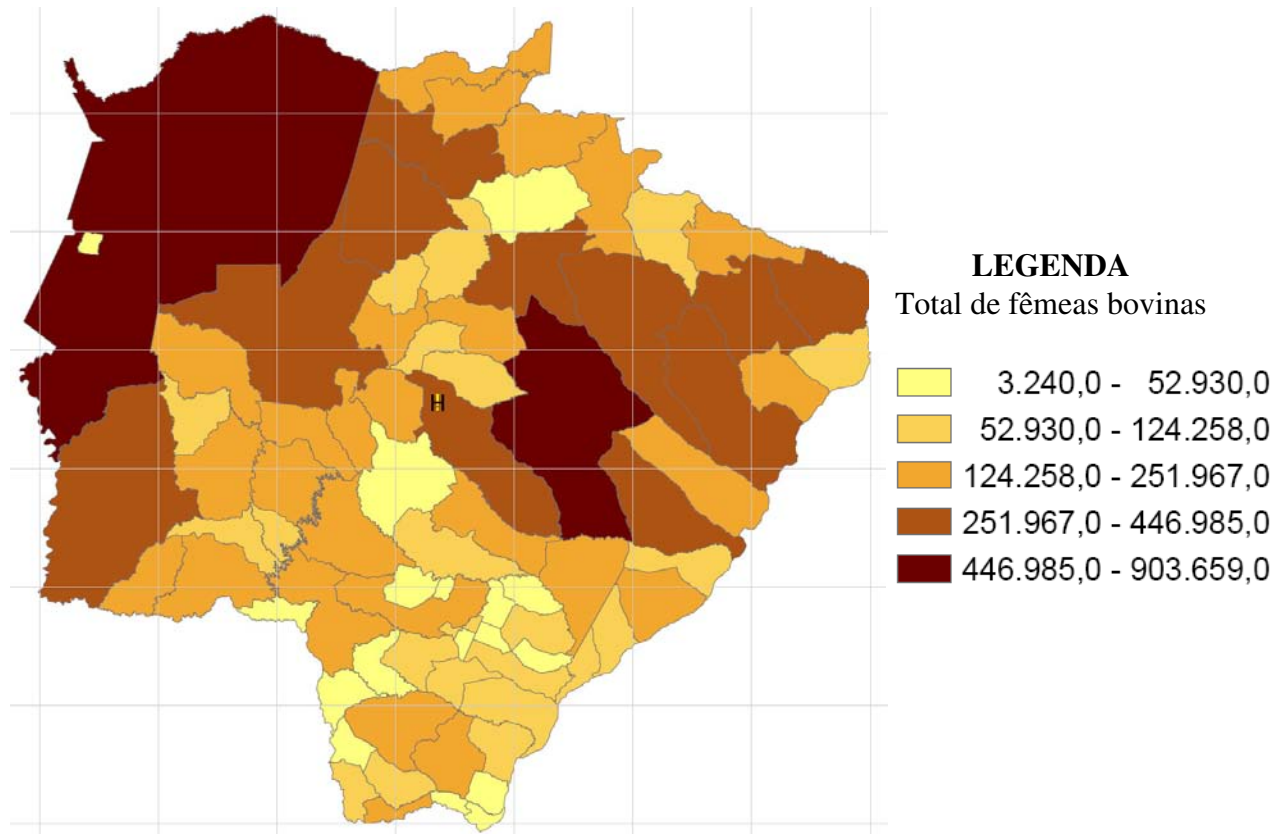 H
LEGENDA
Total de fêmeas bovinas
3.240,0 - 52.930,0
52.930,0 - 124.258,0
124.258,0 - 251.967,0
251.967,0 - 446.985,0
446.985,0 - 903.659,0